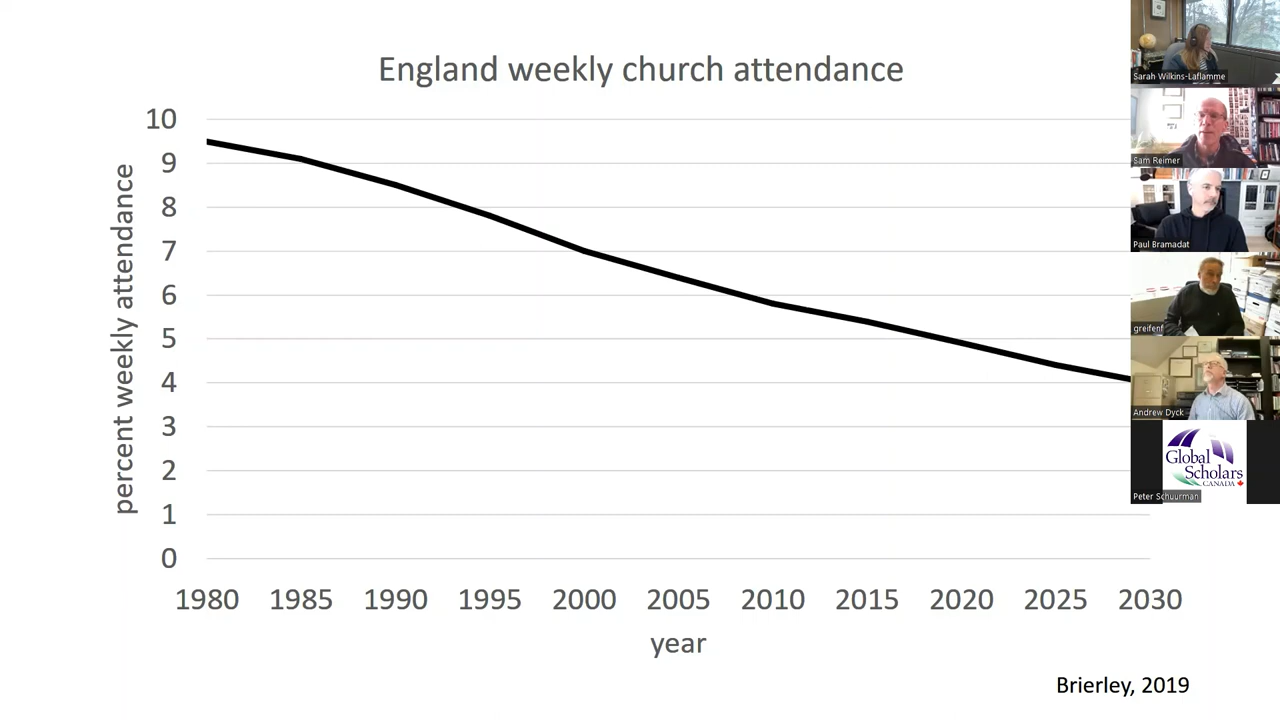 England weekly church attendance
10
9
8
7
6
5
4
3
2
1
0
percent weekly attendance
1980 1985 1990 1995 2000 2005 2010 2015 2020 2025 2030
year
Brierley, 2019
Sarah Wilkins-Laflamme
Sam Reimer
Paul Bramadat
greifenf
Andrew Dyck
Global
Scholars
CANADA
Peter Schuurman